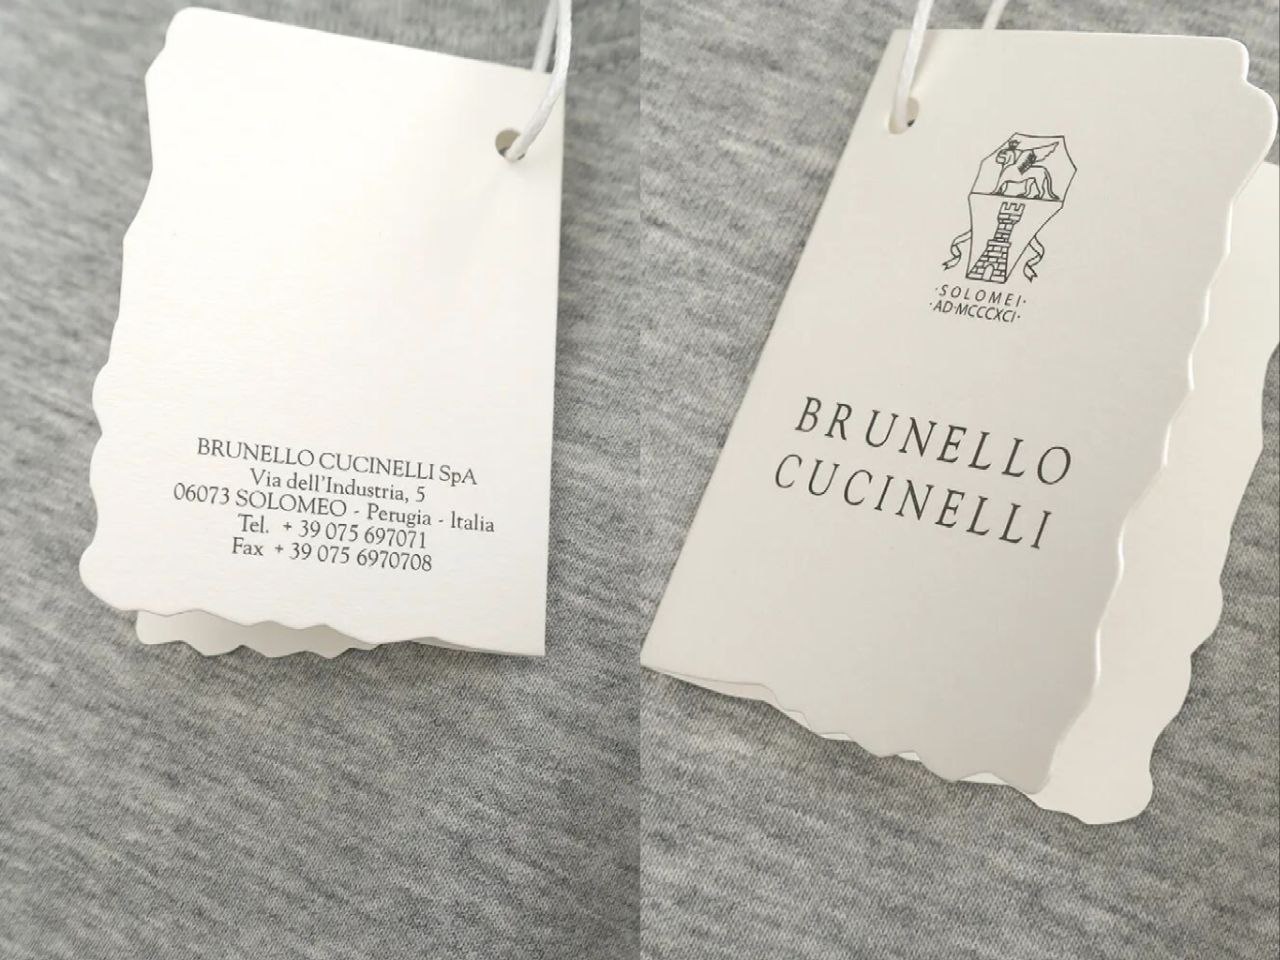 BRUNELLO CUCINELLI SpA
Via dell'Industria, 5
06073 SOLOMEO - Perugia - Italia
Tel. + 39 075 697071
Fax + 39 075 6970708
·SOLOMEI·
·AD·MCCCXCI·
BRUNELLO
CUCINELLI